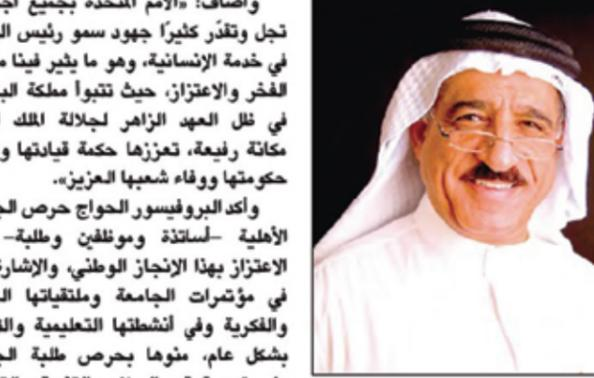 وأضاف: «الأمم المتحدة بجميع
تجل وتقدّر كثيرًا جهود سمو رئيس
في خدمة الإنسانية، وهو ما يثير فينا
الفخر والاعتزاز، حيث تتبوأ مملكة
في ظل العهد الزاهر لجلالة الملك
مكانة رفيعة، تعززها حكمة قيادتها
حكومتها ووفاء شعبها العزيز».
وأكد البروفيسور الحواج حرص
الأهلية –أساتذة وموظفين وطلبة–
الاعتزاز بهذا الإنجاز الوطني، والإشارة
في مؤتمرات الجامعة وملتقياتها
والفكرية وفي أنشطتها التعليمية
بشكل عام، منوها بحرص طلبة